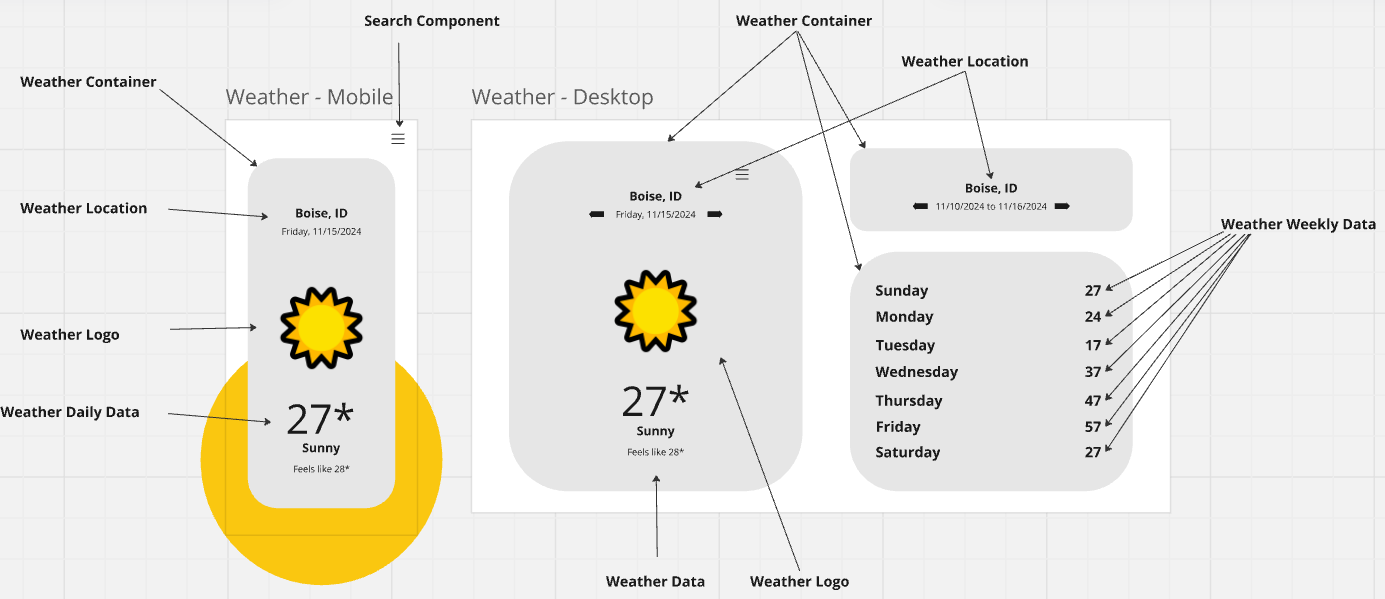 Search Component
Weather Container
Weather Location
Weather Container
Weather - Mobile
Weather - Desktop
Weather Location
Boise, ID
Friday, 11/15/2024
Boise, ID
Friday, 11/15/2024
Boise, ID
11/10/2024 to 11/16/2024
Weather Weekly Data
Weather Logo
Sunday 27
Monday 24
Tuesday 17
Wednesday 37
Thursday 47
Friday 57
Saturday 27
Weather Daily Data
27*
Sunny
Feels like 28*
27*
Sunny
Feels like 28*
Weather Data
Weather Logo